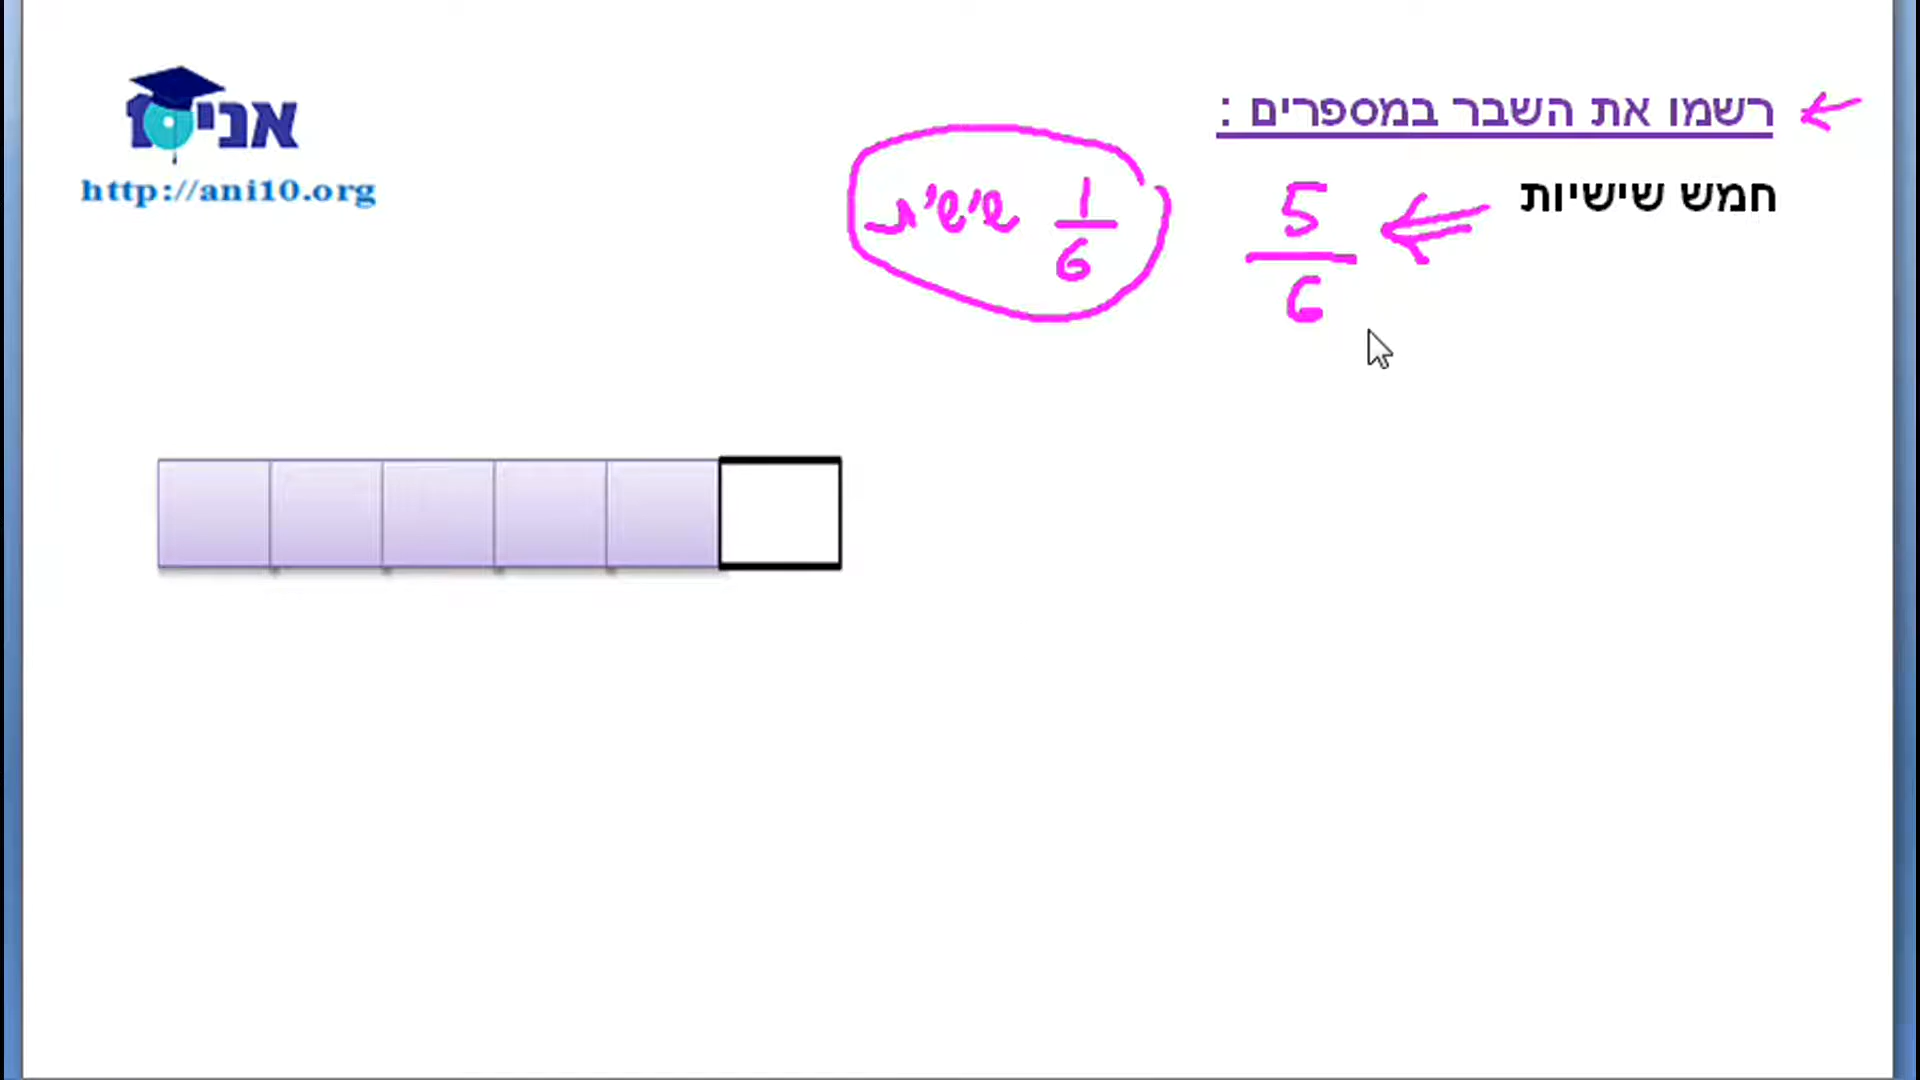 רשמו את השבר במספרים :
חמש שישיות
5/6
1/6 שישית
אני10
http://ani10.org